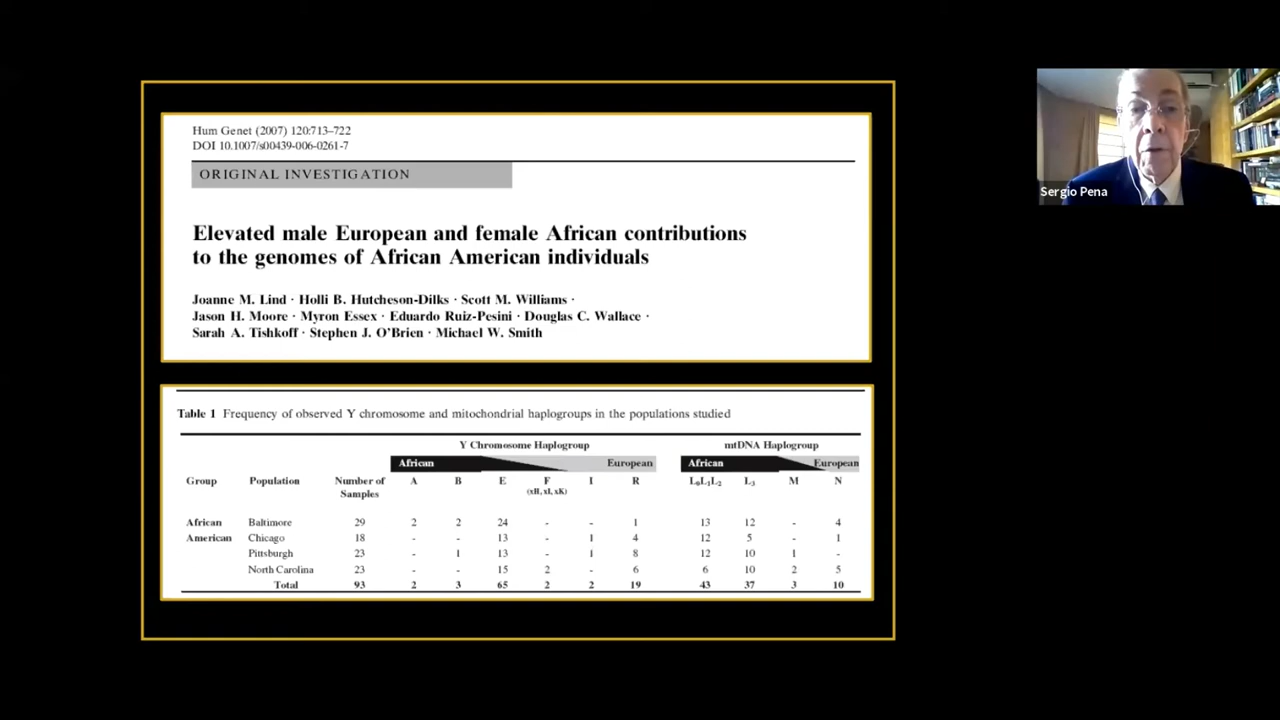 Hum Genet (2007) 120:713–722
DOI 10.1007/s00439-006-0261-7
ORIGINAL INVESTIGATION
Elevated male European and female African contributions
to the genomes of African American individuals
Joanne M. Lind · Holli B. Hutcheson-Dilks · Scott M. Williams ·
Jason H. Moore · Myron Essex · Eduardo Ruiz-Pesini · Douglas C. Wallace ·
Sarah A. Tishkoff · Stephen J. O'Brien · Michael W. Smith
Sergio Pena
Table 1 Frequency of observed Y chromosome and mitochondrial haplogroups in the populations studied
Y Chromosome Haplogroup mtDNA Haplogroup
African European African European
Group Population Number of Samples A B E F (xH, xI, xK) I R L₀L₁L₂ L₃ M N
African Baltimore 29 2 2 24 - - 1 13 12 - 4
American Chicago 18 - - 13 - 1 4 12 5 - 1
Pittsburgh 23 - 1 13 - 1 8 12 10 1 -
North Carolina 23 - - 15 2 - 6 6 10 2 5
Total 93 2 3 65 2 2 19 43 37 3 10